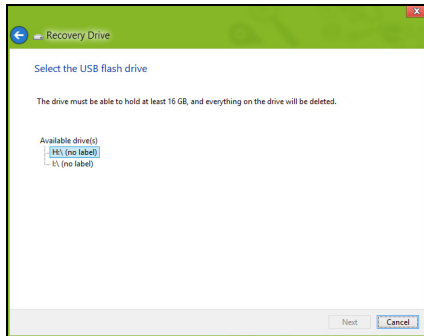 Recovery Drive
Select the USB flash drive
The drive must be able to hold at least 16 GB, and everything on the drive will be deleted.
Available drive(s)
H:\ (no label)
I:\ (no label)
Next Cancel